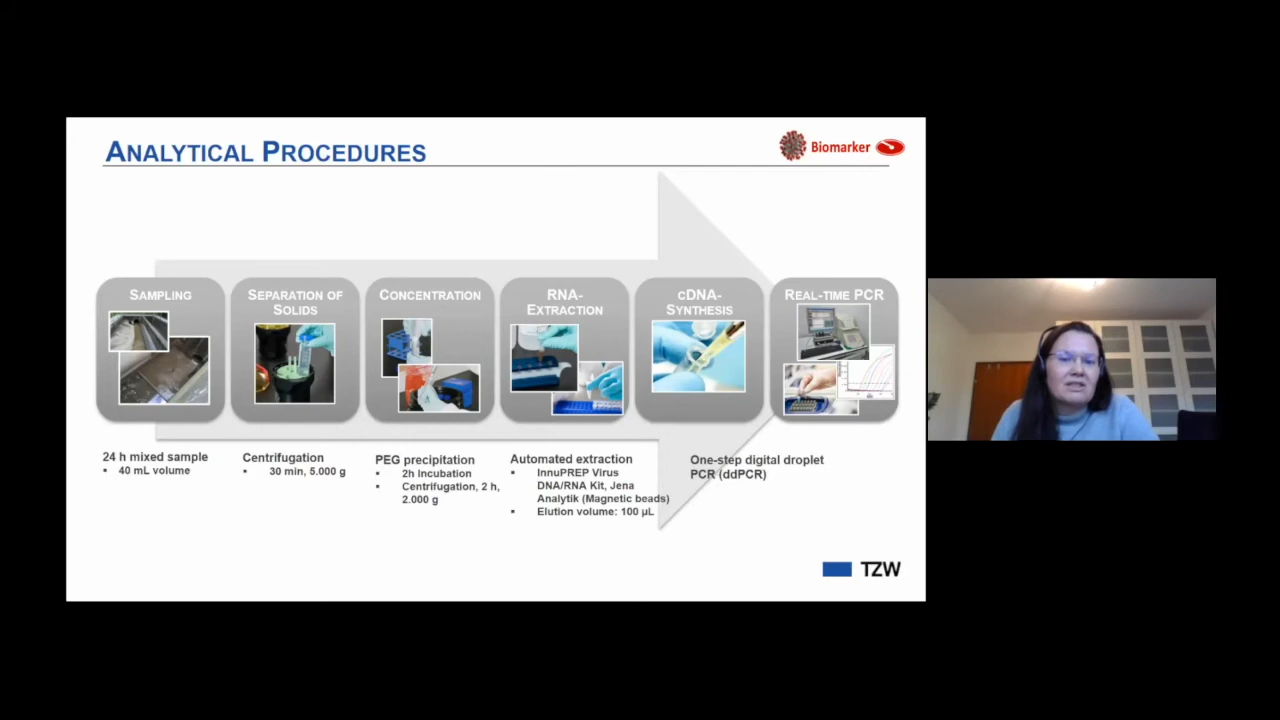 ANALYTICAL PROCEDURES
Biomarker
SAMPLING
SEPARATION OF
SOLIDS
CONCENTRATION
RNA-
EXTRACTION
cDNA-
SYNTHESIS
REAL-TIME PCR
24 h mixed sample
▪ 40 mL volume
Centrifugation
▪ 30 min, 5.000 g
PEG precipitation
▪ 2h Incubation
▪ Centrifugation, 2 h,
2.000 g
Automated extraction
▪ InnuPREP Virus
DNA/RNA Kit, Jena
Analytik (Magnetic beads)
▪ Elution volume: 100 µL
One-step digital droplet
PCR (ddPCR)
TZW